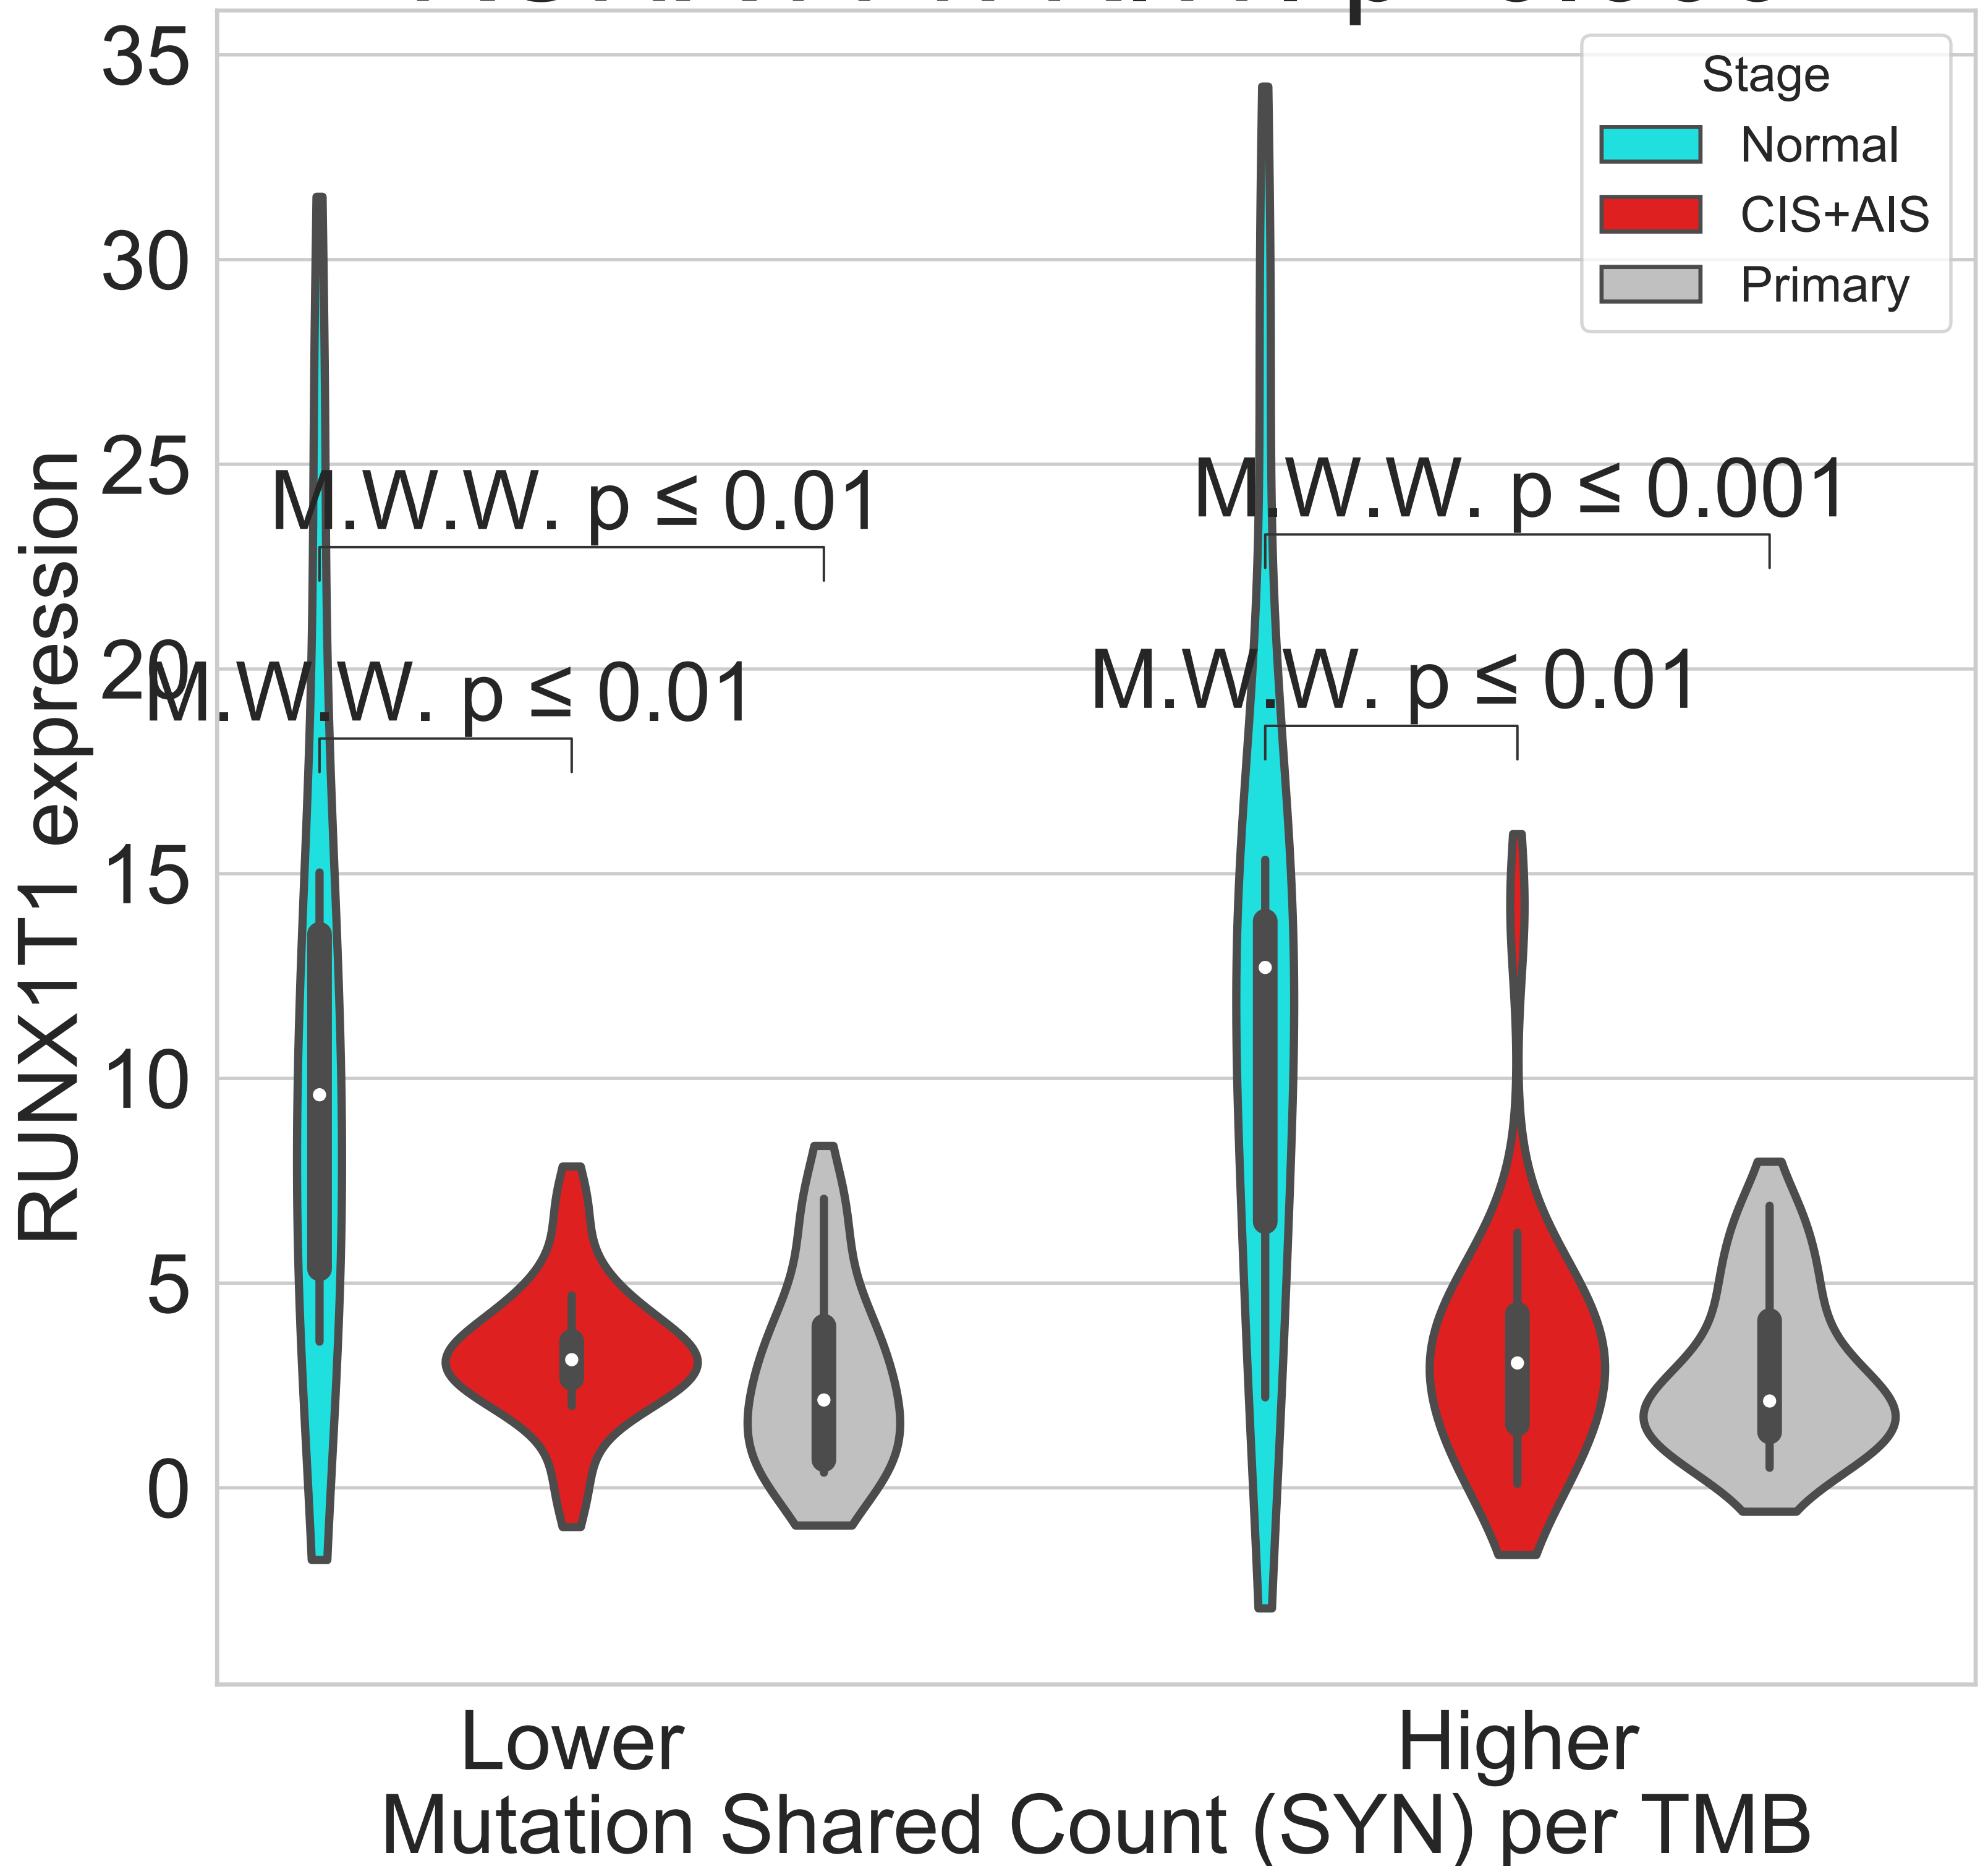 35
30
25
20
15
10
5
0
RUNX1T1 expression
Stage
Normal
CIS+AIS
Primary
M.W.W. p ≤ 0.01
M.W.W. p ≤ 0.001
M.W.W. p ≤ 0.01
M.W.W. p ≤ 0.01
Lower
Higher
Mutation Shared Count (SYN) per TMB